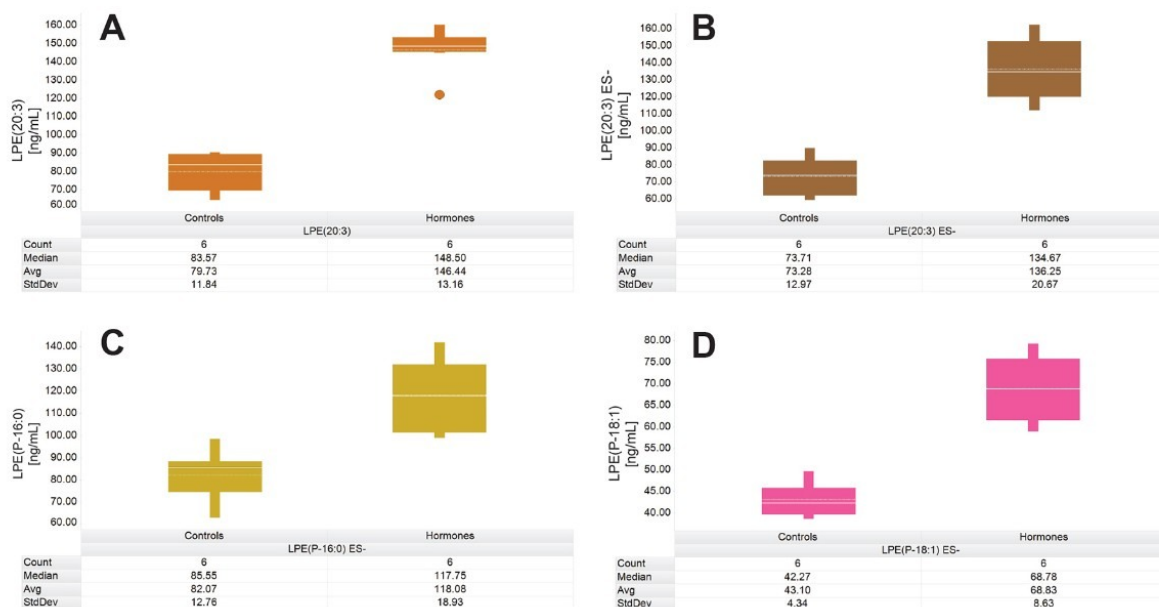 A
160.00
150.00
140.00
130.00
120.00
110.00
100.00
90.00
80.00
70.00
60.00
LPE(20:3)
[ng/mL]
Controls Hormones
LPE(20:3)
Count 6 6
Median 83.57 148.50
Avg 79.73 146.44
StdDev 11.84 13.16
B
160.00
150.00
140.00
130.00
120.00
110.00
100.00
90.00
80.00
70.00
60.00
LPE(20:3) ES-
[ng/mL]
Controls Hormones
LPE(20:3) ES-
Count 6 6
Median 73.71 134.67
Avg 73.28 136.25
StdDev 12.97 20.67
C
140.00
130.00
120.00
110.00
100.00
90.00
80.00
70.00
60.00
LPE(P-16:0)
[ng/mL]
Controls Hormones
LPE(P-16:0) ES-
Count 6 6
Median 85.55 117.75
Avg 82.07 118.08
StdDev 12.76 18.93
D
80.00
75.00
70.00
65.00
60.00
55.00
50.00
45.00
40.00
LPE(P-18:1)
[ng/mL]
Controls Hormones
LPE(P-18:1) ES-
Count 6 6
Median 42.27 68.78
Avg 43.10 68.83
StdDev 4.34 8.63